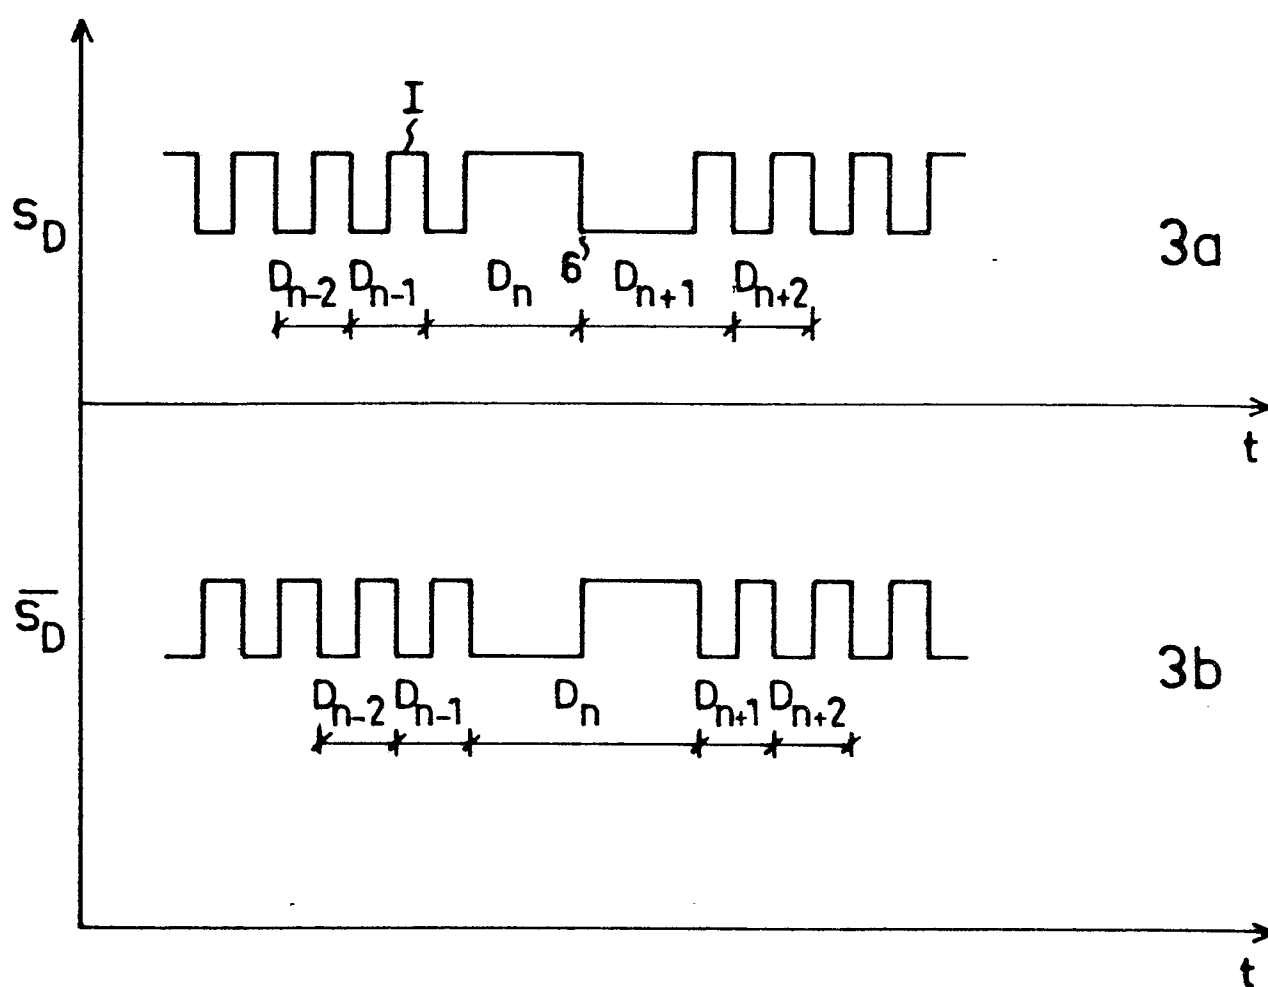 I
S_D
3a
6
D_{n-2} D_{n-1} D_n D_{n+1} D_{n+2}
t
\overline{S_D}
3b
D_{n-2} D_{n-1} D_n D_{n+1} D_{n+2}
t